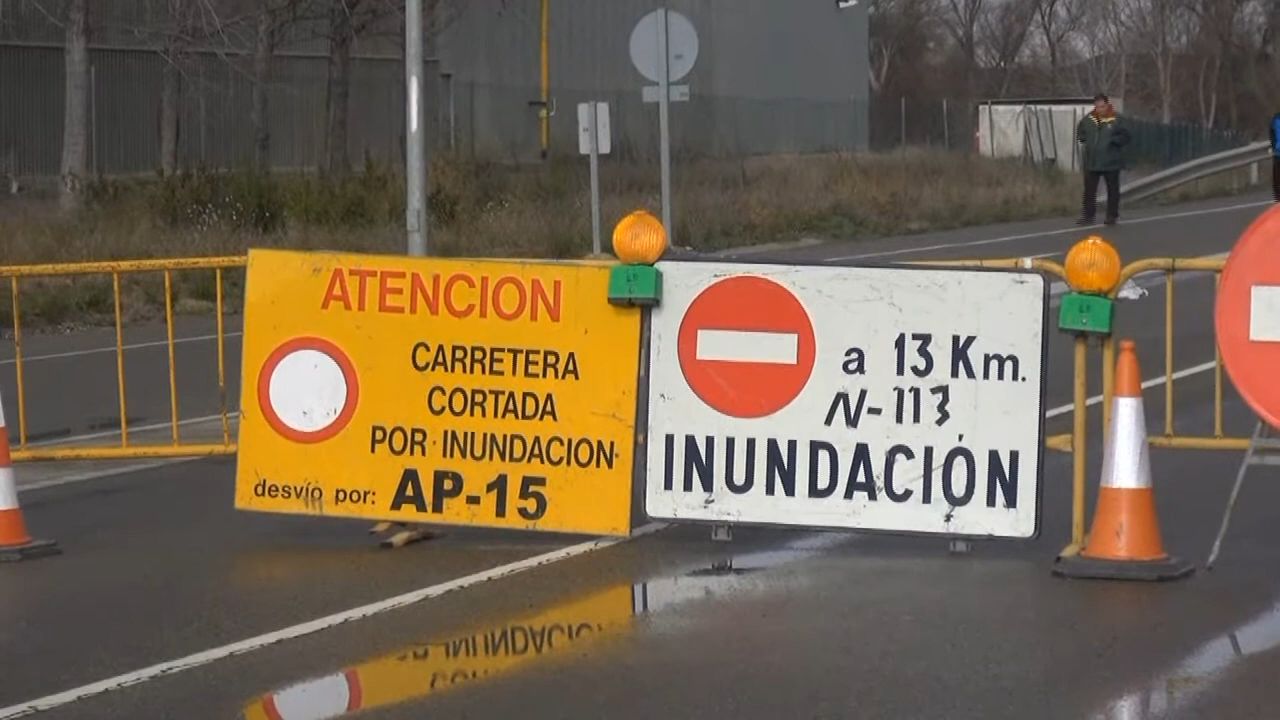 ATENCION
CARRETERA
CORTADA
POR INUNDACION
desvío por: AP-15
a 13 Km.
N-113
INUNDACIÓN